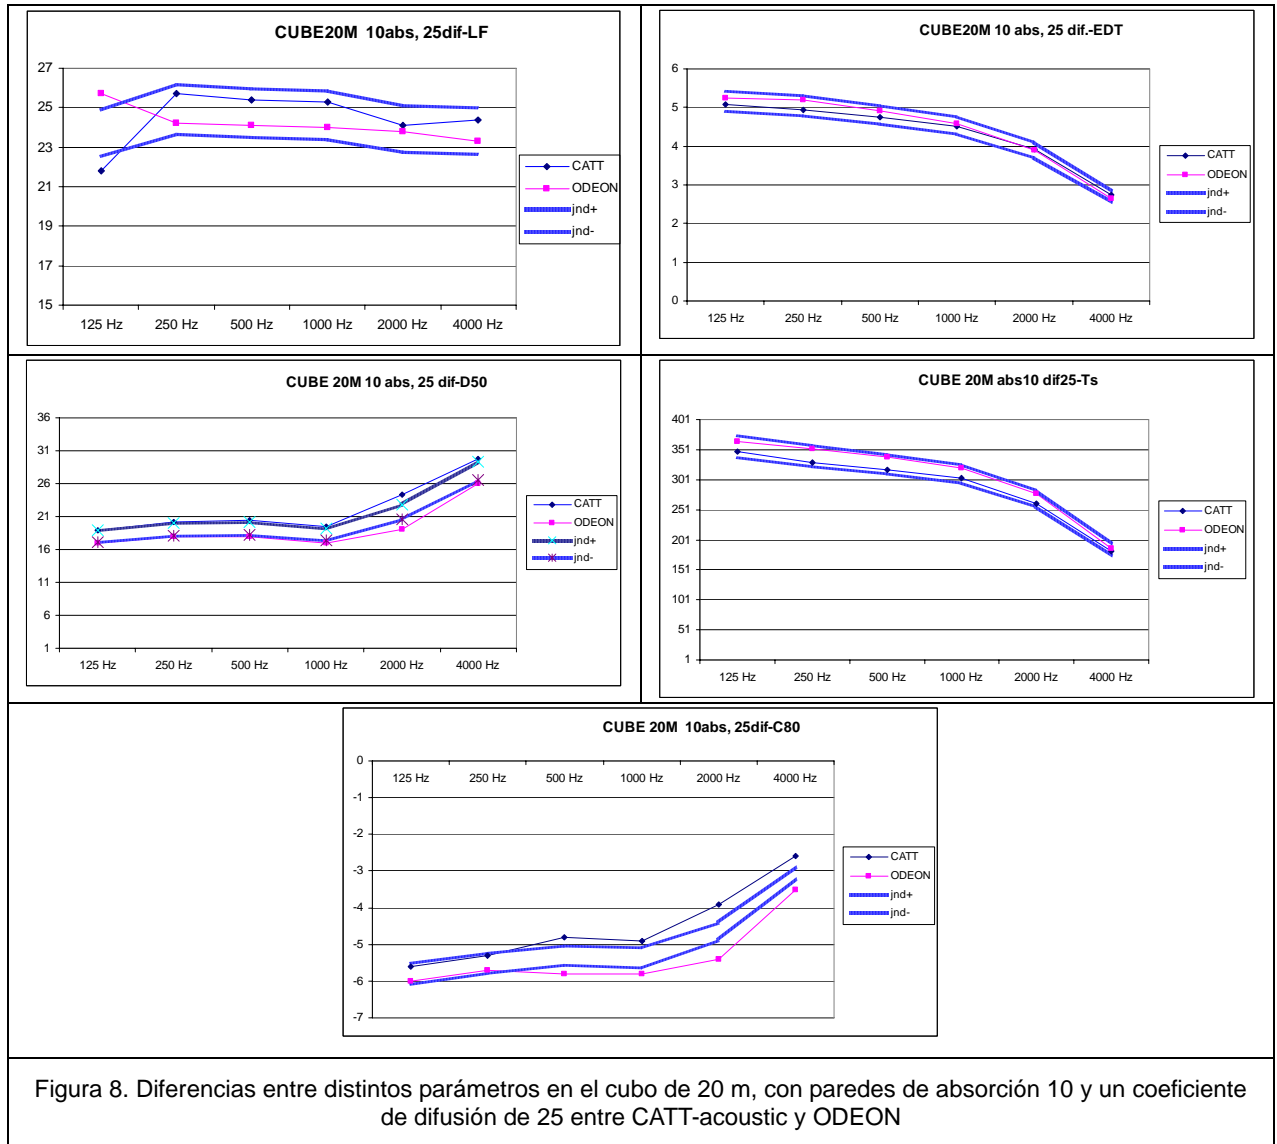 CUBE20M 10abs, 25dif-LF
27
25
23
21
19
17
15
125 Hz 250 Hz 500 Hz 1000 Hz 2000 Hz 4000 Hz
CATT
ODEON
jnd+
jnd-
CUBE20M 10 abs, 25 dif.-EDT
6
5
4
3
2
1
0
125 Hz 250 Hz 500 Hz 1000 Hz 2000 Hz 4000 Hz
CATT
ODEON
jnd+
jnd-
CUBE 20M 10 abs, 25 dif-D50
36
31
26
21
16
11
6
1
125 Hz 250 Hz 500 Hz 1000 Hz 2000 Hz 4000 Hz
CATT
ODEON
jnd+
jnd-
CUBE 20M abs10 dif25-Ts
401
351
301
251
201
151
101
51
1
125 Hz 250 Hz 500 Hz 1000 Hz 2000 Hz 4000 Hz
CATT
ODEON
jnd+
jnd-
CUBE 20M 10abs, 25dif-C80
0
-1
-2
-3
-4
-5
-6
-7
125 Hz 250 Hz 500 Hz 1000 Hz 2000 Hz 4000 Hz
CATT
ODEON
jnd+
jnd-
Figura 8. Diferencias entre distintos parámetros en el cubo de 20 m, con paredes de absorción 10 y un coeficiente
de difusión de 25 entre CATT-acoustic y ODEON